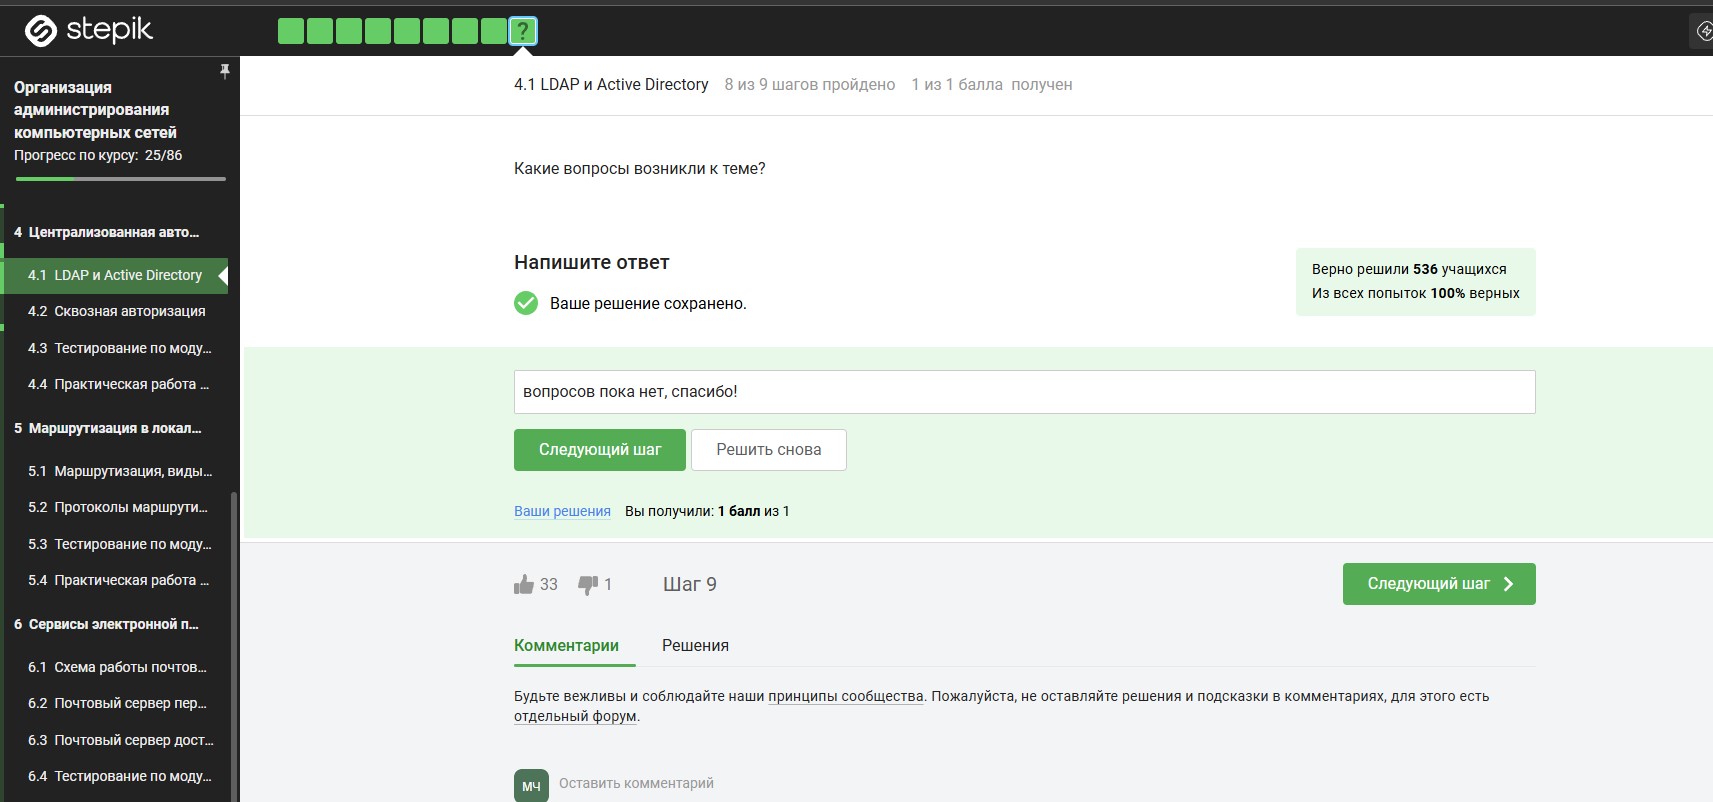 stepik
?
Организация
администрирования
компьютерных сетей
Прогресс по курсу: 25/86
4 Централизованная авто...
4.1 LDAP и Active Directory
4.2 Сквозная авторизация
4.3 Тестирование по моду...
4.4 Практическая работа ...
5 Маршрутизация в локал...
5.1 Маршрутизация, виды...
5.2 Протоколы маршрути...
5.3 Тестирование по моду...
5.4 Практическая работа ...
6 Сервисы электронной п...
6.1 Схема работы почтов...
6.2 Почтовый сервер пер...
6.3 Почтовый сервер дост...
6.4 Тестирование по моду...
4.1 LDAP и Active Directory 8 из 9 шагов пройдено 1 из 1 балла получен
Какие вопросы возникли к теме?
Напишите ответ
Ваше решение сохранено.
Верно решили 536 учащихся
Из всех попыток 100% верных
вопросов пока нет, спасибо!
Следующий шаг Решить снова
Ваши решения Вы получили: 1 балл из 1
33 1 Шаг 9 Следующий шаг
Комментарии Решения
Будьте вежливы и соблюдайте наши принципы сообщества. Пожалуйста, не оставляйте решения и подсказки в комментариях, для этого есть
отдельный форум.
МЧ Оставить комментарий